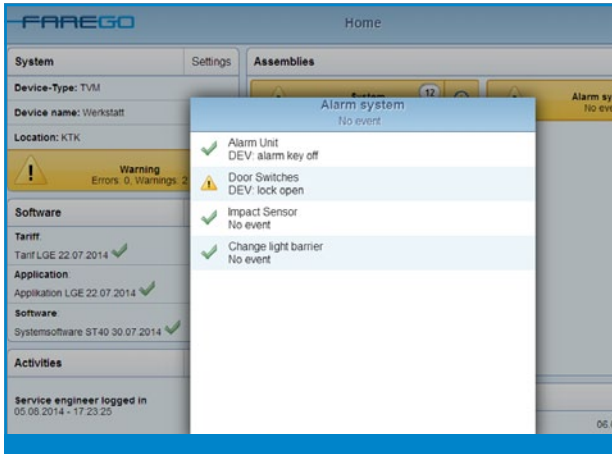 FAREGO
Home
System
Settings
Assemblies
Device-Type: TVM
Device name: Werkstatt
Location: KTK
Warning
Errors: 0, Warnings: 2
System
12
Alarm sy
No eve
Alarm system
No event
Alarm Unit
DEV: alarm key off
Door Switches
DEV: lock open
Impact Sensor
No event
Change light barrier
No event
Software
Tariff:
Tarif LGE 22.07.2014
Application:
Applikation LGE 22.07.2014
Software:
Systemsoftware ST40 30.07.2014
Activities
Service engineer logged in
05.08.2014 - 17:23:25
06.